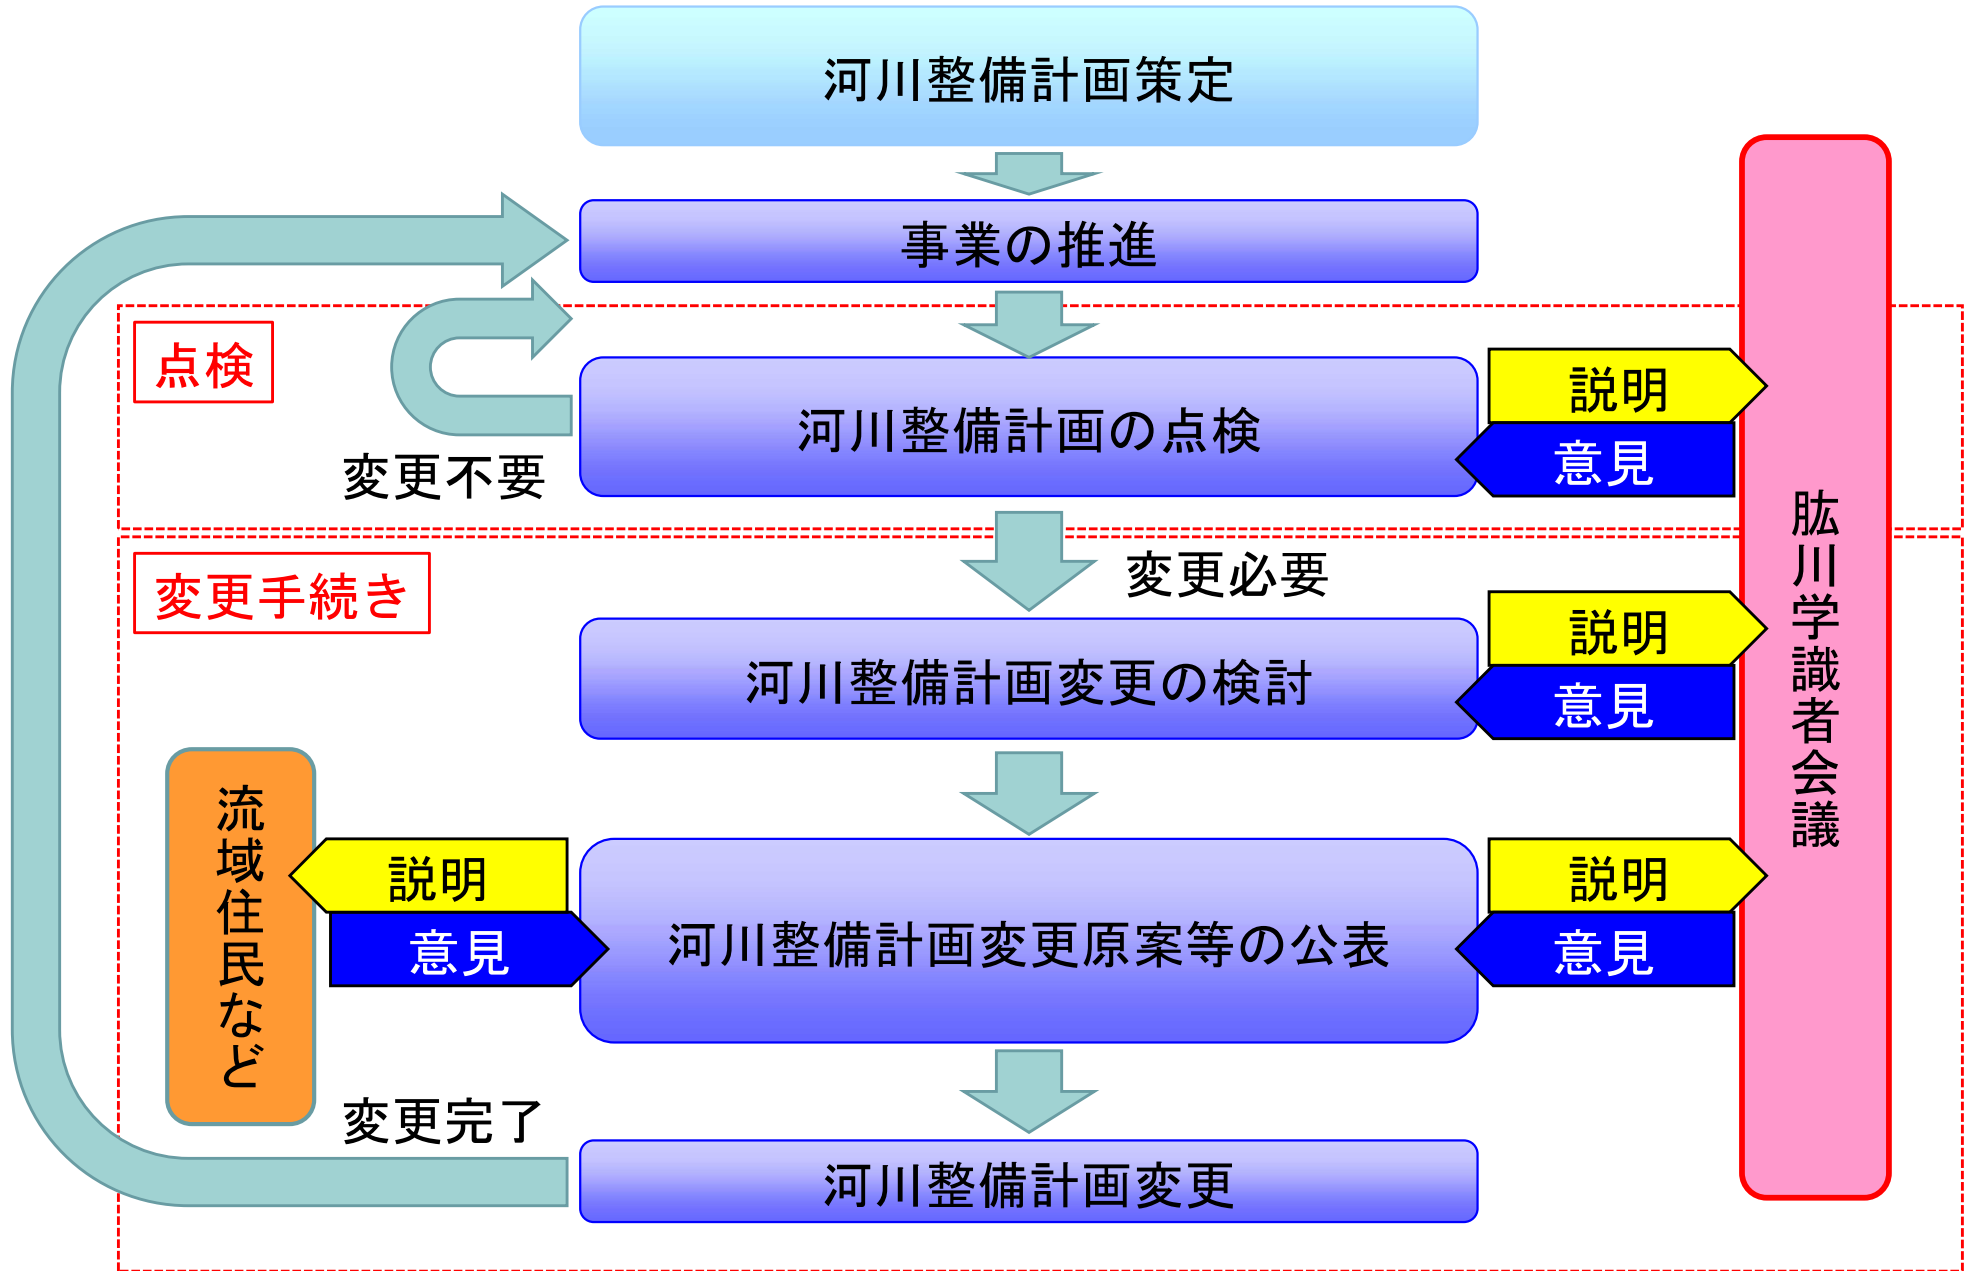 河川整備計画策定
事業の推進
点検
河川整備計画の点検
説明
意見
変更不要
変更手続き
変更必要
河川整備計画変更の検討
説明
意見
肱川学識者会議
流域住民など
説明
意見
河川整備計画変更原案等の公表
説明
意見
変更完了
河川整備計画変更